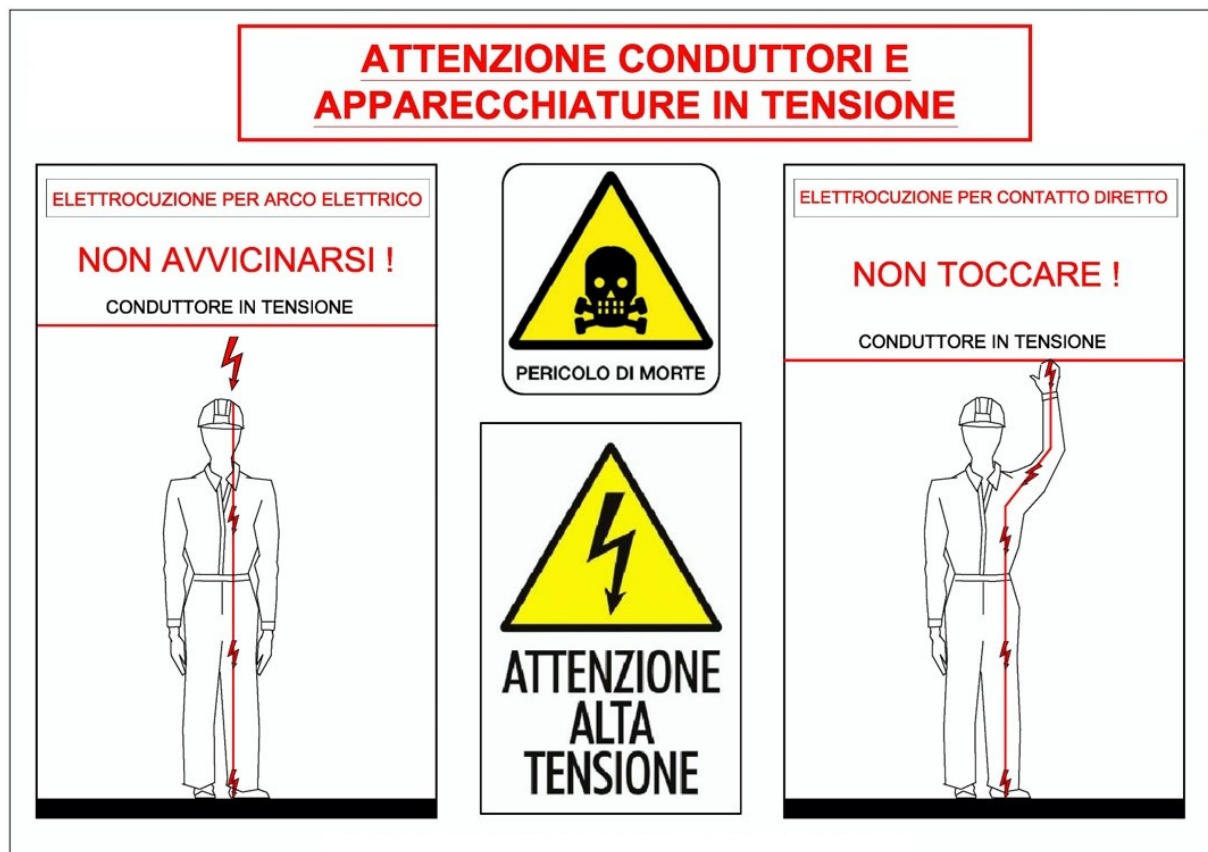 ATTENZIONE CONDUTTORI E
APPARECCHIATURE IN TENSIONE
ELETTROCUZIONE PER ARCO ELETTRICO
NON AVVICINARSI !
CONDUTTORE IN TENSIONE
PERICOLO DI MORTE
ATTENZIONE
ALTA
TENSIONE
ELETTROCUZIONE PER CONTATTO DIRETTO
NON TOCCARE !
CONDUTTORE IN TENSIONE